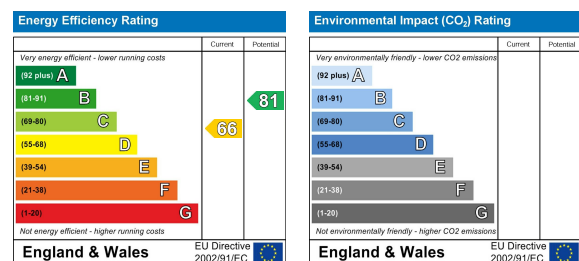 Energy Efficiency Rating
Current Potential
Very energy efficient - lower running costs
(92 plus) A
(81-91) B
81
(69-80) C
66
(55-68) D
(39-54) E
(21-38) F
(1-20) G
Not energy efficient - higher running costs
England & Wales
EU Directive
2002/91/EC
Environmental Impact (CO2) Rating
Current Potential
Very environmentally friendly - lower CO2 emissions
(92 plus) A
(81-91) B
(69-80) C
(55-68) D
(39-54) E
(21-38) F
(1-20) G
Not environmentally friendly - higher CO2 emissions
England & Wales
EU Directive
2002/91/EC